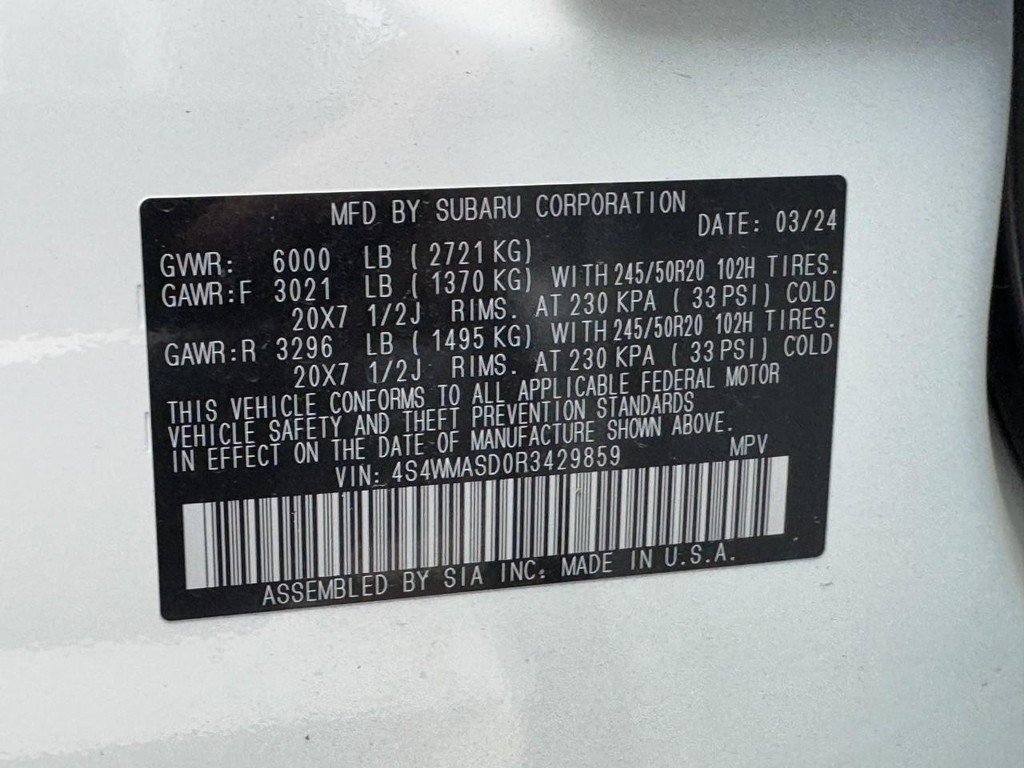 MFD BY SUBARU CORPORATION DATE: 03/24
GVWR: 6000 LB ( 2721 KG)
GAWR:F 3021 LB ( 1370 KG) WITH 245/50R20 102H TIRES.
20X7 1/2J RIMS. AT 230 KPA ( 33 PSI) COLD
GAWR:R 3296 LB ( 1495 KG) WITH 245/50R20 102H TIRES.
20X7 1/2J RIMS. AT 230 KPA ( 33 PSI) COLD
THIS VEHICLE CONFORMS TO ALL APPLICABLE FEDERAL MOTOR
VEHICLE SAFETY AND THEFT PREVENTION STANDARDS
IN EFFECT ON THE DATE OF MANUFACTURE SHOWN ABOVE.
VIN: 4S4WMASD0R3429859 MPV
ASSEMBLED BY SIA INC. MADE IN U.S.A.